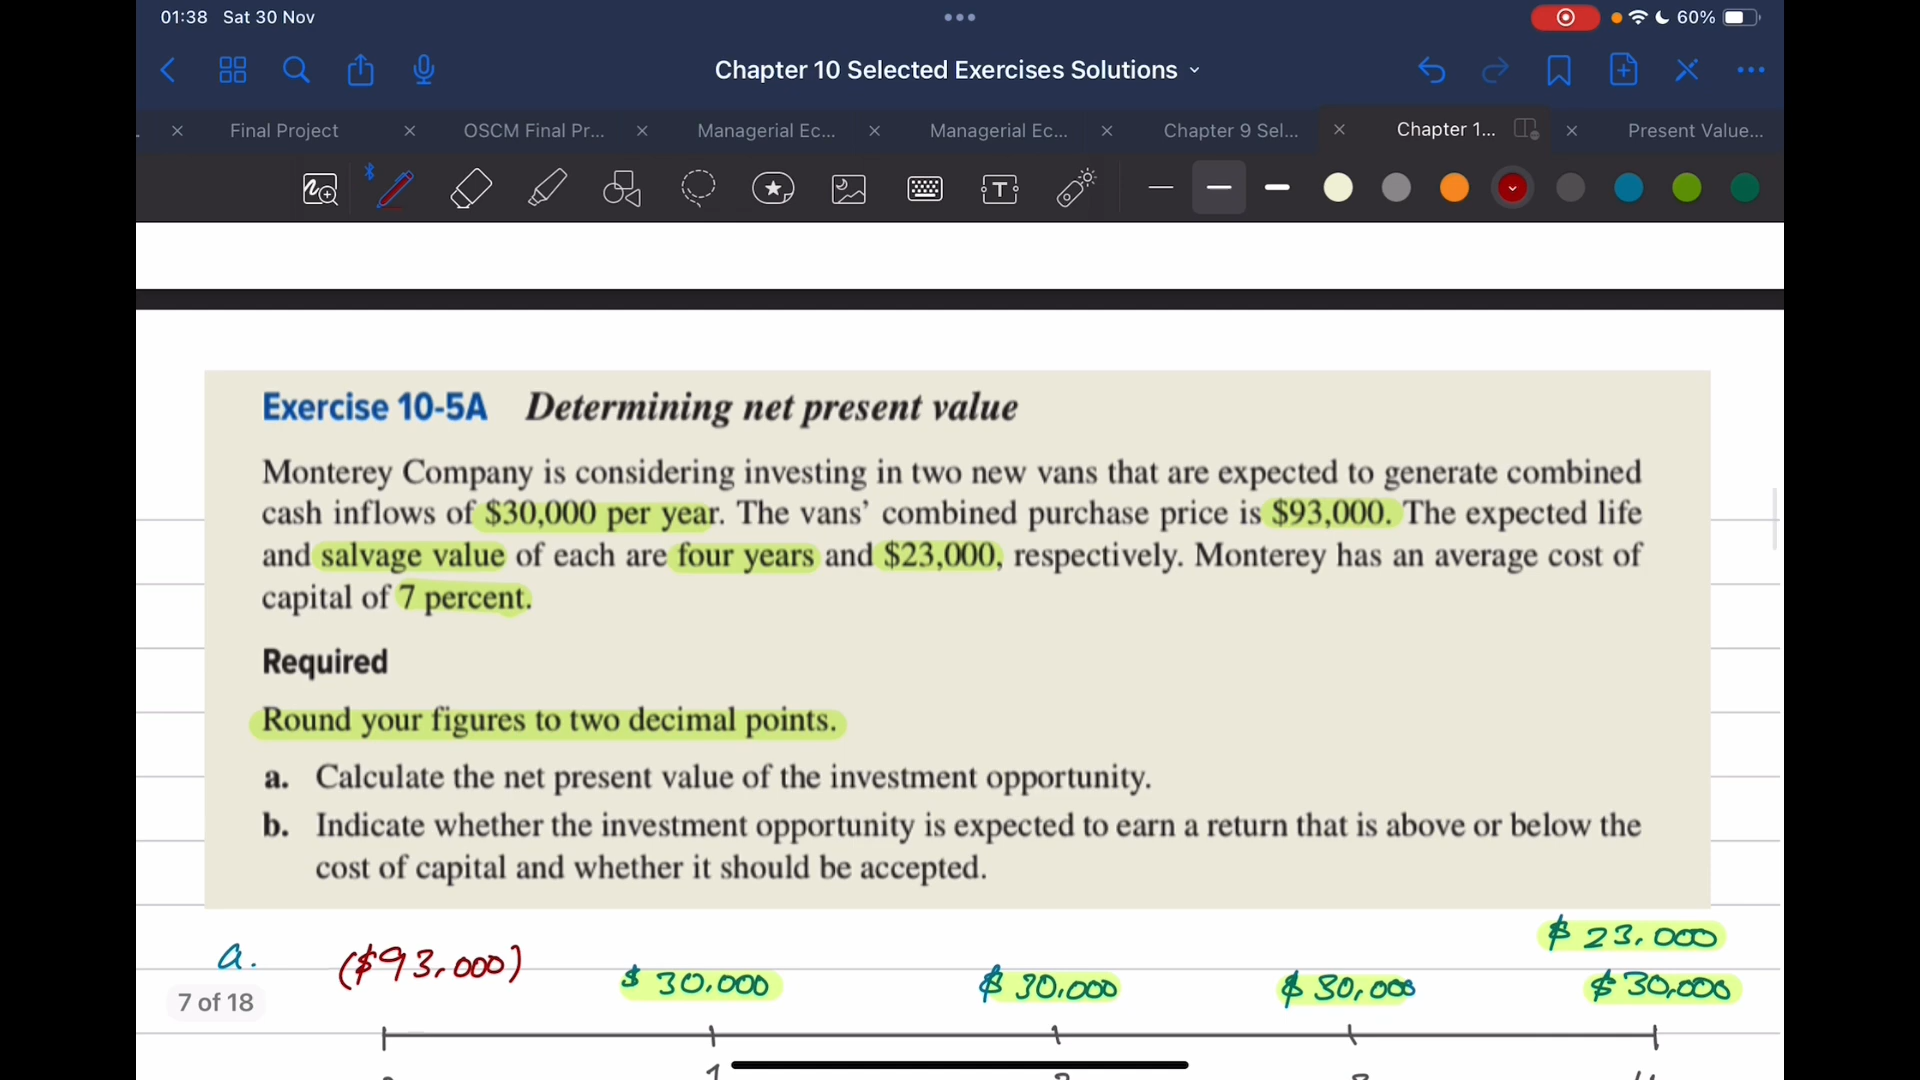 01:38 Sat 30 Nov
60%
Chapter 10 Selected Exercises Solutions
Final Project
OSCM Final Pr...
Managerial Ec...
Managerial Ec...
Chapter 9 Sel...
Chapter 1...
Present Value...
Exercise 10-5A Determining net present value
Monterey Company is considering investing in two new vans that are expected to generate combined
cash inflows of $30,000 per year. The vans’ combined purchase price is $93,000. The expected life
and salvage value of each are four years and $23,000, respectively. Monterey has an average cost of
capital of 7 percent.
Required
Round your figures to two decimal points.
a. Calculate the net present value of the investment opportunity.
b. Indicate whether the investment opportunity is expected to earn a return that is above or below the
cost of capital and whether it should be accepted.
$ 23,000
a. ($93,000) $ 30,000 $ 30,000 $ 30,000 $ 30,000
7 of 18
1